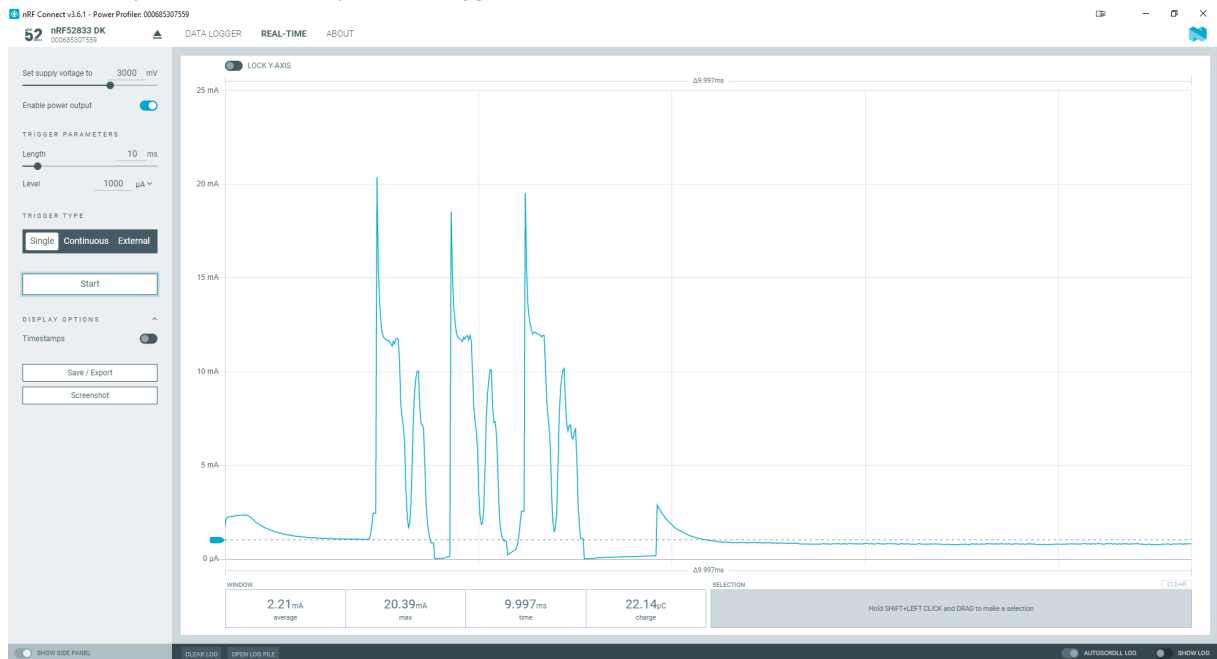 nRF Connect v3.6.1 - Power Profiler: 000685307559
52 nRF52833 DK
000685307559
DATA LOGGER REAL-TIME ABOUT
Set supply voltage to 3000 mV
Enable power output
TRIGGER PARAMETERS
Length 10 ms
Level 1000 µA
TRIGGER TYPE
Single Continuous External
Start
DISPLAY OPTIONS
Timestamps
Save / Export
Screenshot
LOCK Y-AXIS
Δ9.997ms
25 mA
20 mA
15 mA
10 mA
5 mA
0 µA
Δ9.997ms
WINDOW SELECTION CLEAR
2.21mA 20.39mA 9.997ms 22.14µC
average max time charge
Hold SHIFT+LEFT CLICK and DRAG to make a selection
SHOW SIDE PANEL CLEAR LOG OPEN LOG FILE AUTOSCROLL LOG SHOW LOG